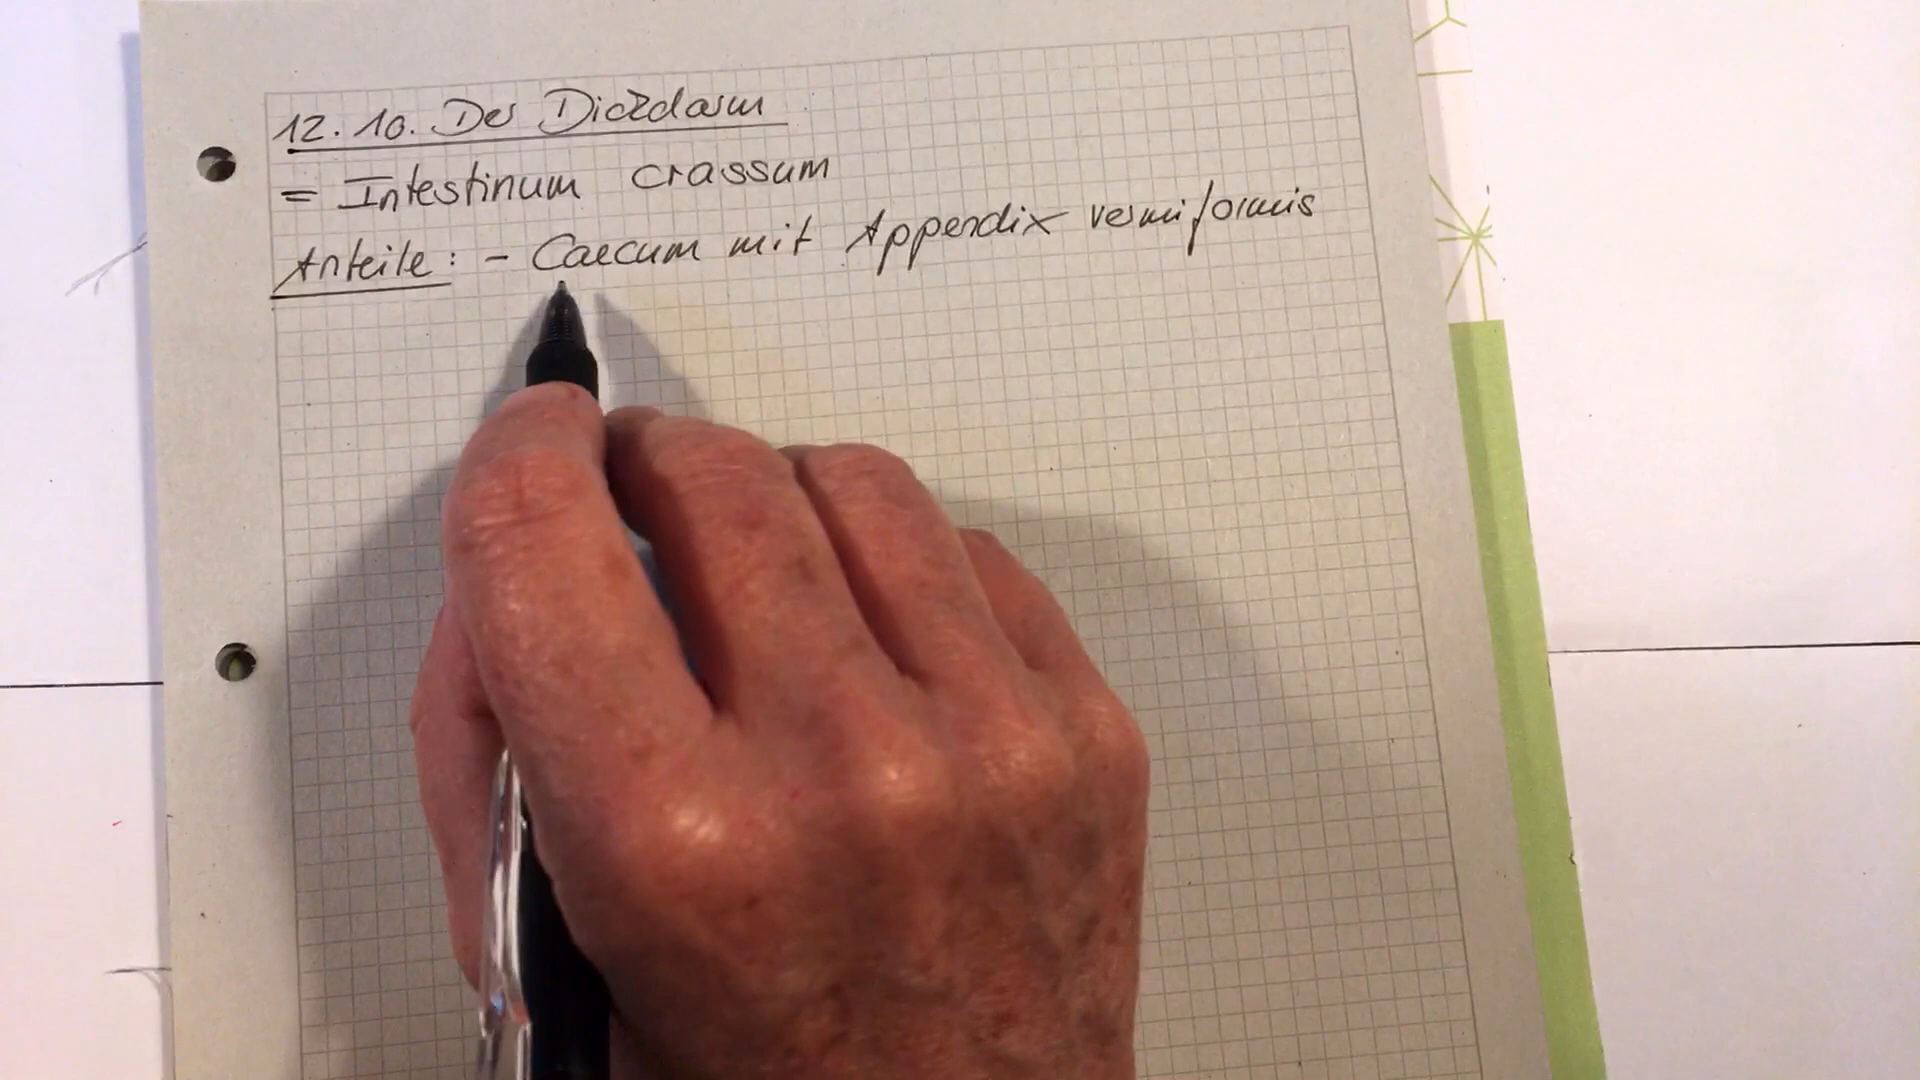 12.10. Der Dickdarm
= Intestinum crassum
Anteile: - Caecum mit Appendix vermiformis